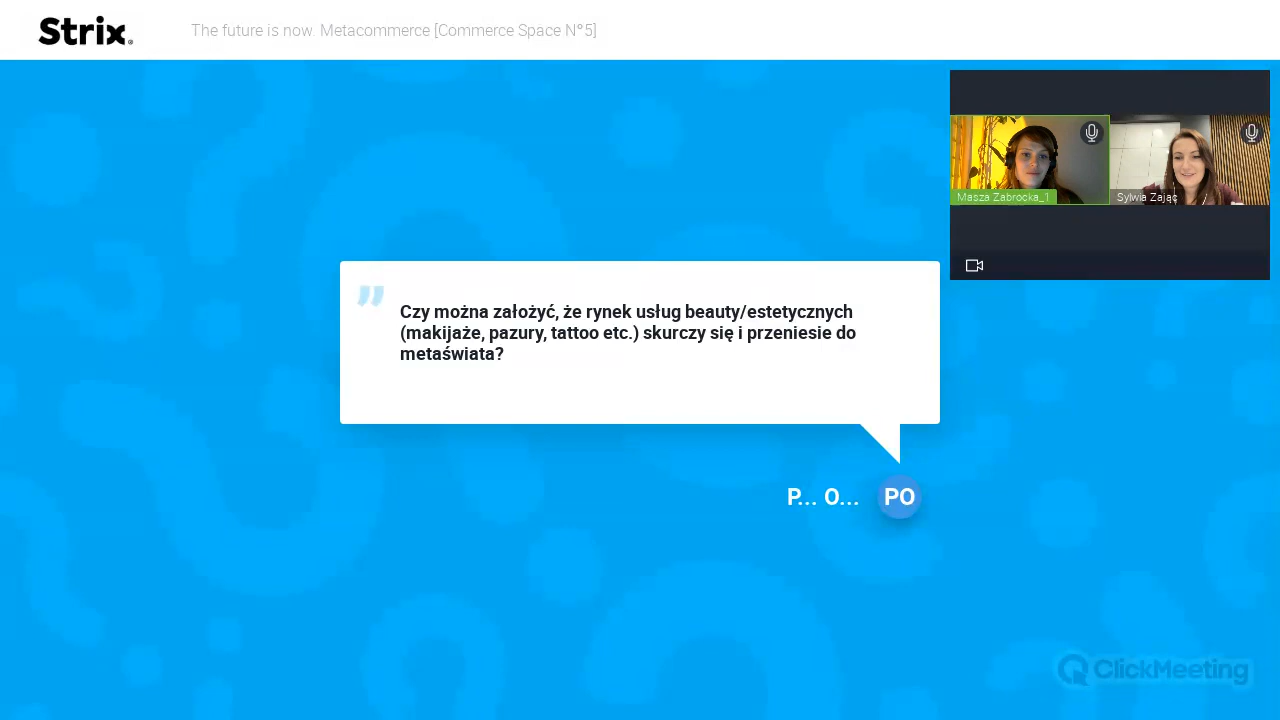 Strix®
The future is now. Metacommerce [Commerce Space N°5]
Masza Zabrocka_1
Sylwia Zając
Czy można założyć, że rynek usług beauty/estetycznych
(makijaże, pazury, tattoo etc.) skurczy się i przeniesie do
metaświata?
P... O...
PO
ClickMeeting